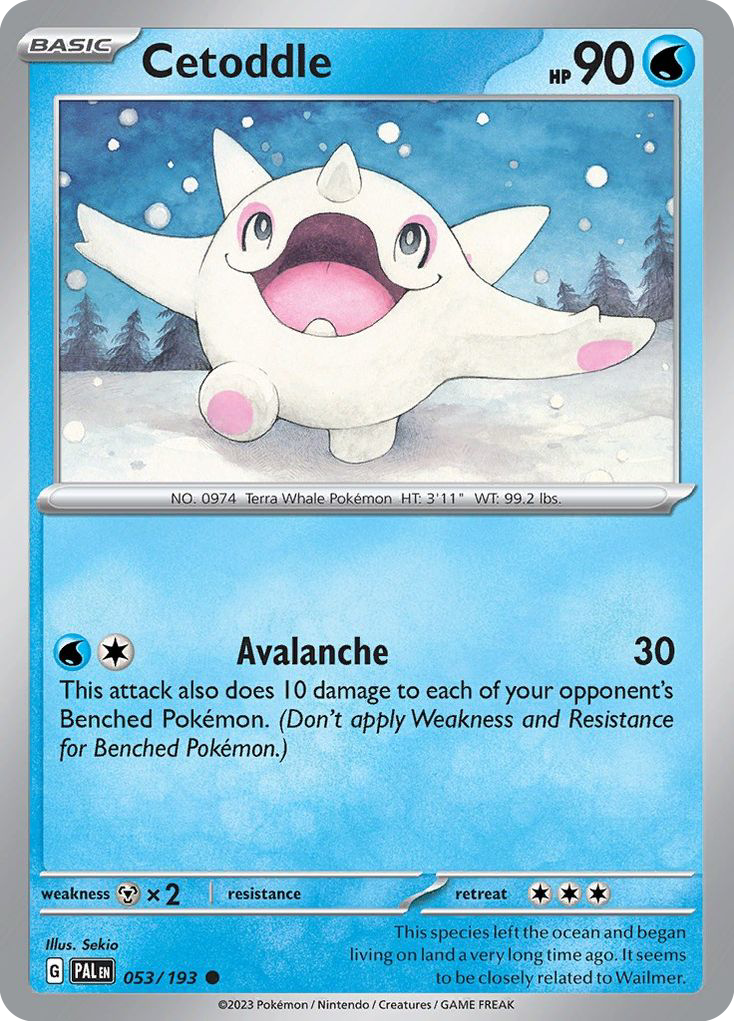 BASIC
Cetoddle
HP 90
NO. 0974 Terra Whale Pokémon HT: 3'11" WT: 99.2 lbs.
Avalanche 30
This attack also does 10 damage to each of your opponent's
Benched Pokémon. (Don't apply Weakness and Resistance
for Benched Pokémon.)
weakness ×2 resistance retreat
Illus. Sekio
G PAL EN 053/193
This species left the ocean and began
living on land a very long time ago. It seems
to be closely related to Wailmer.
©2023 Pokémon / Nintendo / Creatures / GAME FREAK